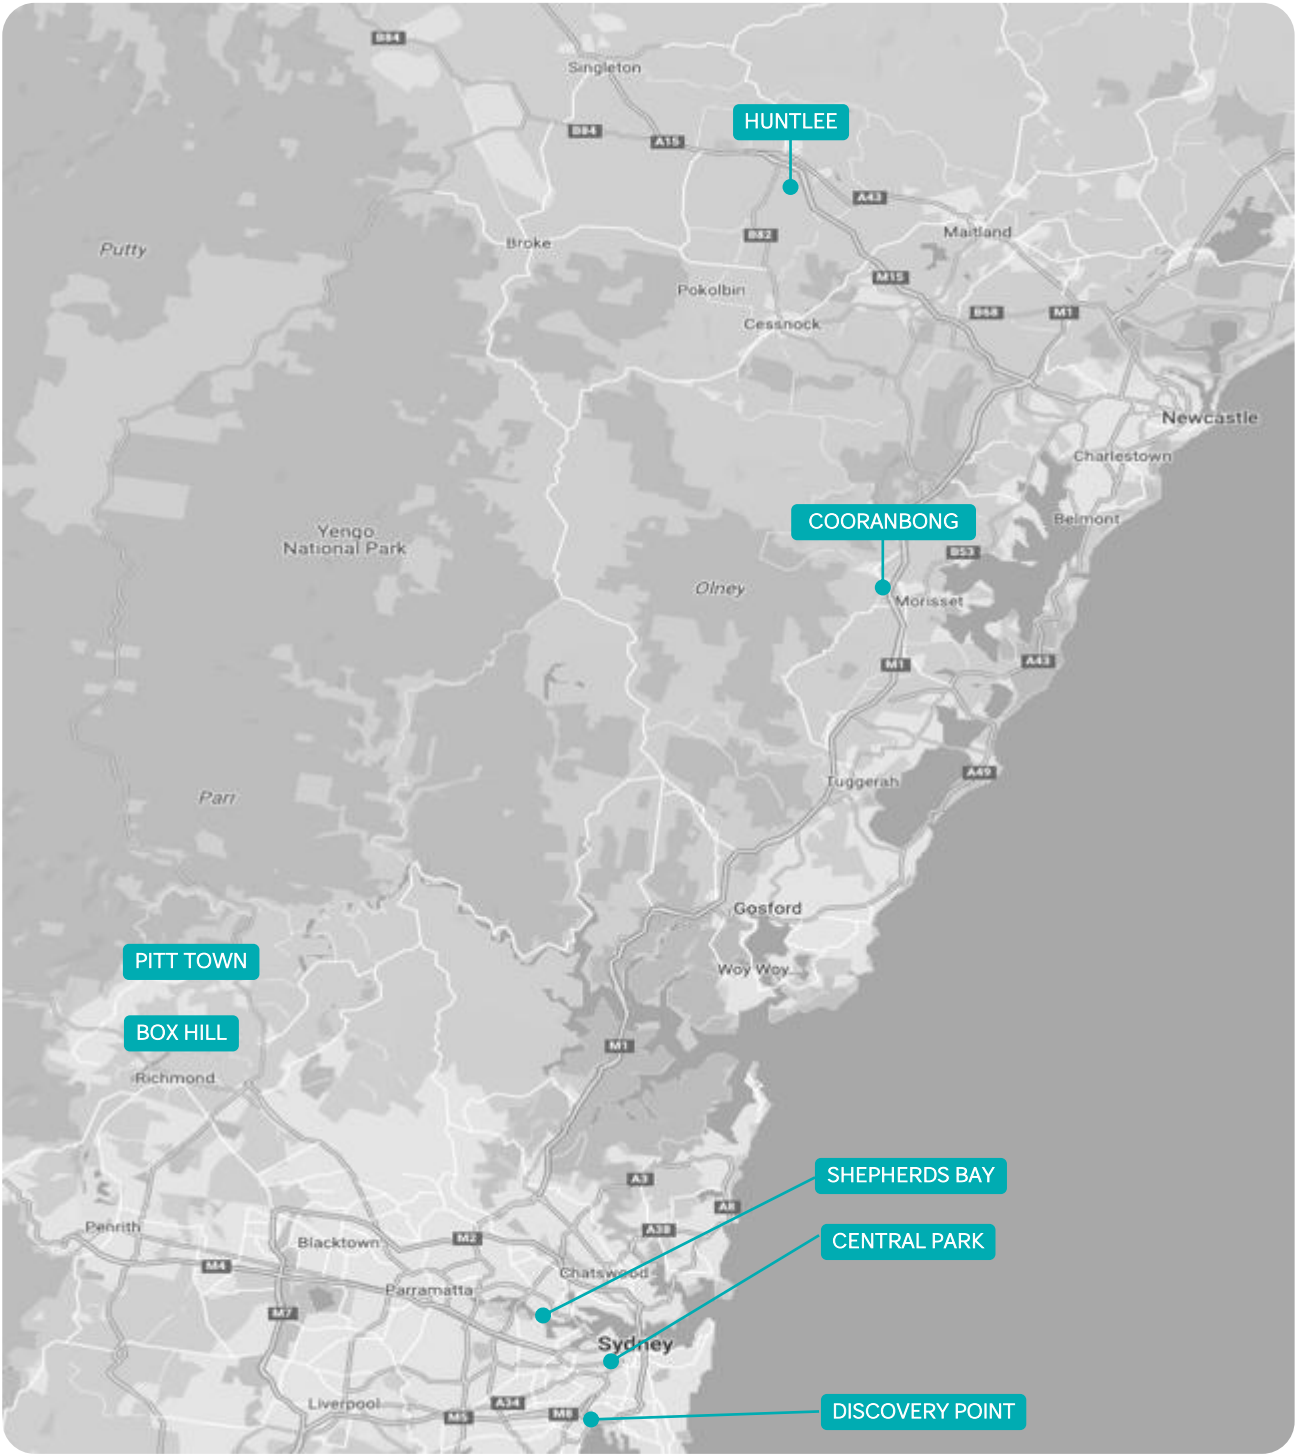 B84
Singleton
HUNTLEE
B84
A15
A43
Maitland
B82
Broke
Putty
M15
Pokolbin
B68
M1
Cessnock
Newcastle
Charlestown
COORANBONG
Belmont
Yengo
National Park
B53
Olney
Morisset
M1
A43
A49
Tuggerah
Parr
Gosford
PITT TOWN
Woy Woy
BOX HILL
M1
Richmond
SHEPHERDS BAY
A3
A8
Penrith
A38
M2
Blacktown
CENTRAL PARK
M4
Chatswood
Parramatta
M7
Sydney
Liverpool
A34
M5
M8
DISCOVERY POINT